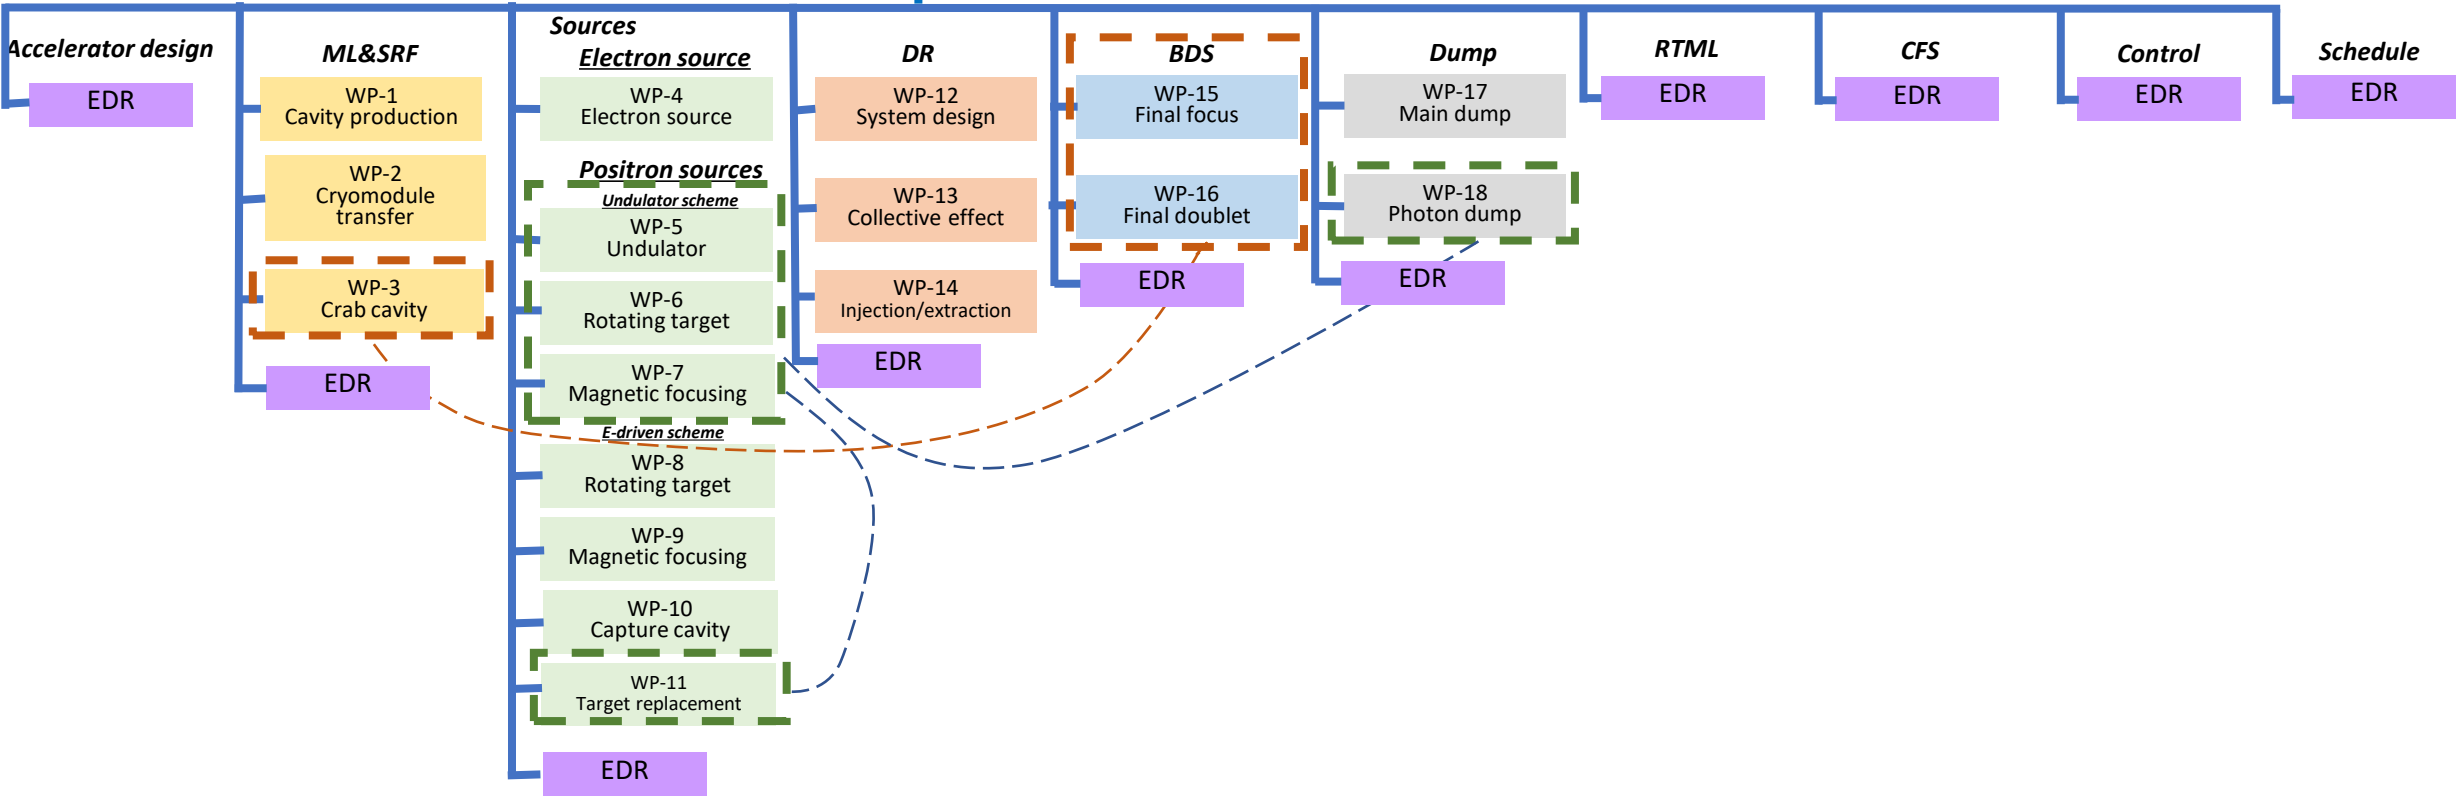 Accelerator design
EDR
ML&SRF
WP-1
Cavity production
WP-2
Cryomodule
transfer
WP-3
Crab cavity
EDR
Sources
Electron source
WP-4
Electron source
Positron sources
Undulator scheme
WP-5
Undulator
WP-6
Rotating target
WP-7
Magnetic focusing
E-driven scheme
WP-8
Rotating target
WP-9
Magnetic focusing
WP-10
Capture cavity
WP-11
Target replacement
EDR
DR
WP-12
System design
WP-13
Collective effect
WP-14
Injection/extraction
EDR
BDS
WP-15
Final focus
WP-16
Final doublet
EDR
Dump
WP-17
Main dump
WP-18
Photon dump
EDR
RTML
EDR
CFS
EDR
Control
EDR
Schedule
EDR